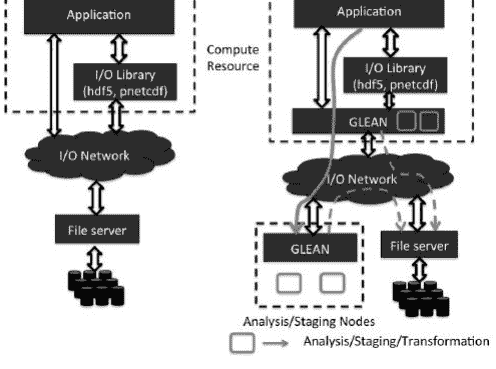 Application
I/O Library
(hdf5, pnetcdf)
I/O Network
File server
Compute
Resource
Application
I/O Library
(hdf5, pnetcdf)
GLEAN
I/O Network
GLEAN
File server
Analysis/Staging Nodes
Analysis/Staging/Transformation